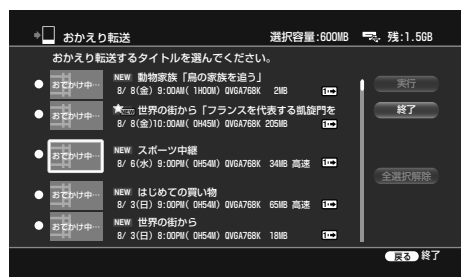 おかえり転送 選択容量:600MB 残:1.5GB
おかえり転送するタイトルを選んでください。
おでかけ中… NEW 動物家族「鳥の家族を追う」
8/ 8(金) 9:00AM( 1H00M) QVGA768K 2MB
実行
おでかけ中… 世界の街から「フランスを代表する凱旋門を
8/ 8(金)10:00AM( 0H45M) QVGA768K 205MB
終了
おでかけ中… NEW スポーツ中継
8/ 6(水) 9:00PM( 0H54M) QVGA768K 34MB 高速
全選択解除
おでかけ中… NEW はじめての買い物
8/ 3(日) 9:00PM( 0H54M) QVGA768K 65MB 高速
おでかけ中… NEW 世界の街から
8/ 3(日) 8:00PM( 0H54M) QVGA768K 18MB
戻る 終了